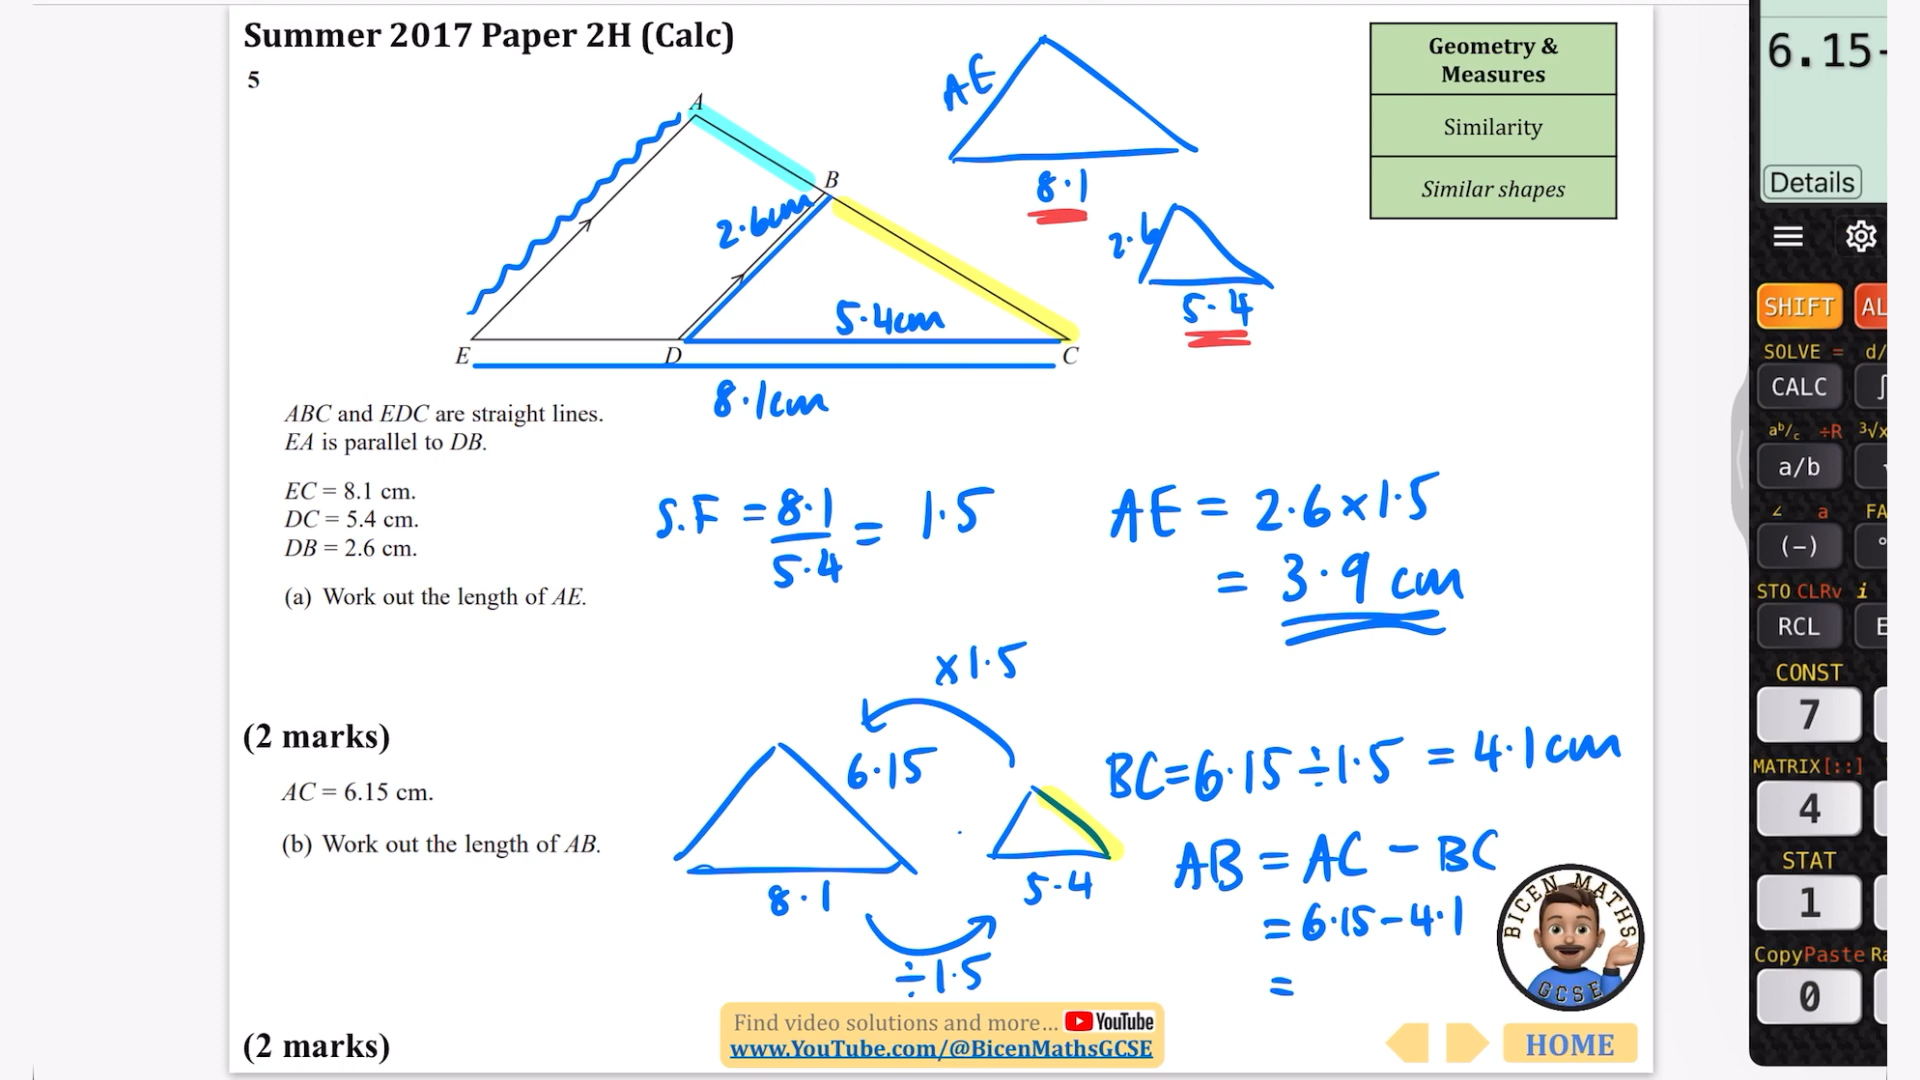 Summer 2017 Paper 2H (Calc)
5
A
B
E
D
C
2.6cm
5.4cm
8.1cm
AE
8.1
2.6
5.4
Geometry &
Measures
Similarity
Similar shapes
ABC and EDC are straight lines.
EA is parallel to DB.
EC = 8.1 cm.
DC = 5.4 cm.
DB = 2.6 cm.
(a) Work out the length of AE.
S.F = 8.1/5.4 = 1.5
AE = 2.6×1.5
= 3.9 cm
(2 marks)
AC = 6.15 cm.
(b) Work out the length of AB.
×1.5
6.15
8.1
5.4
÷1.5
BC=6.15÷1.5 = 4.1cm
AB = AC - BC
= 6.15-4.1
=
(2 marks)
BICEN MATHS
GCSE
Find video solutions and more... YouTube
www.YouTube.com/@BicenMathsGCSE
HOME
6.15-
Details
SHIFT AL
SOLVE = d/
CALC ∫
ab/c ÷R 3√x
a/b
∠ a FA
(−) °
STO CLRv i
RCL E
CONST
7
MATRIX[::]
4
STAT
1
CopyPaste Ra
0